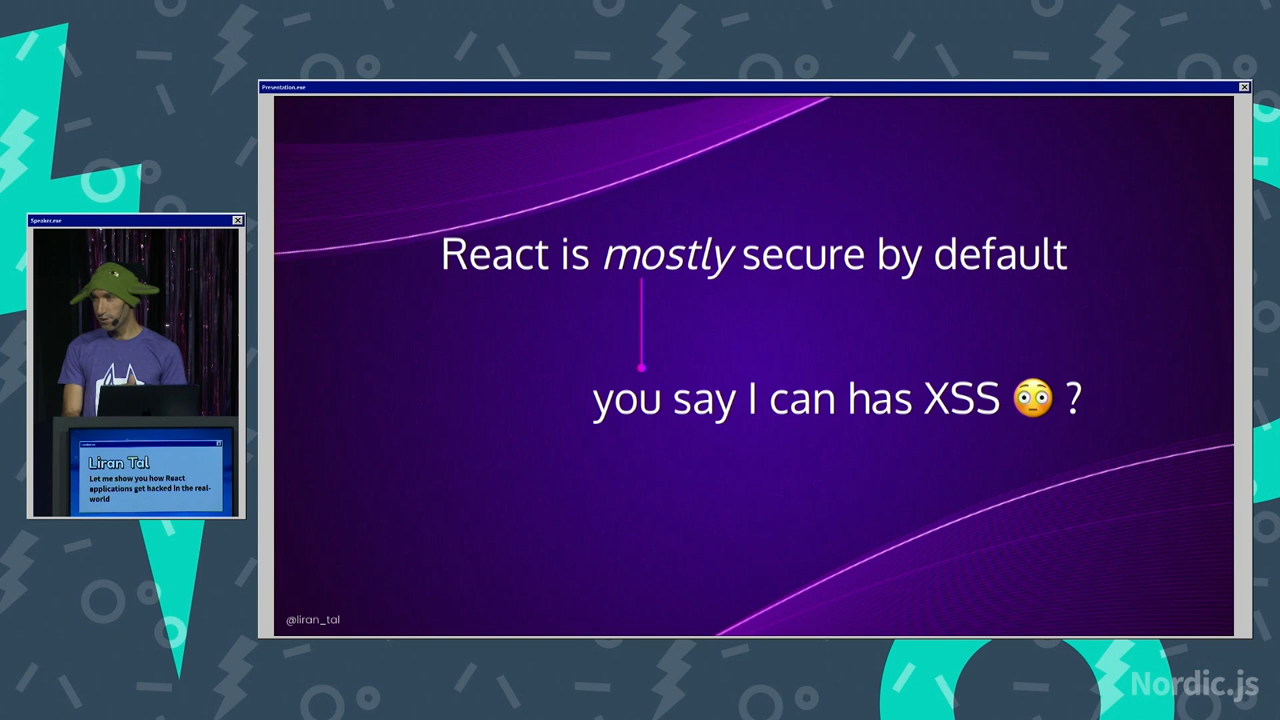 Presentation.exe
React is mostly secure by default
you say I can has XSS 😳 ?
@liran_tal
Speaker.exe
Liran Tal
Let me show you how React
applications get hacked in the real-
world
Nordic.js